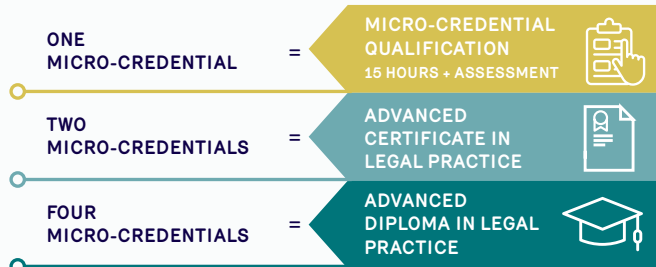 ONE
MICRO-CREDENTIAL
=
MICRO-CREDENTIAL
QUALIFICATION
15 HOURS + ASSESSMENT
TWO
MICRO-CREDENTIALS
=
ADVANCED
CERTIFICATE IN
LEGAL PRACTICE
FOUR
MICRO-CREDENTIALS
=
ADVANCED
DIPLOMA IN LEGAL
PRACTICE